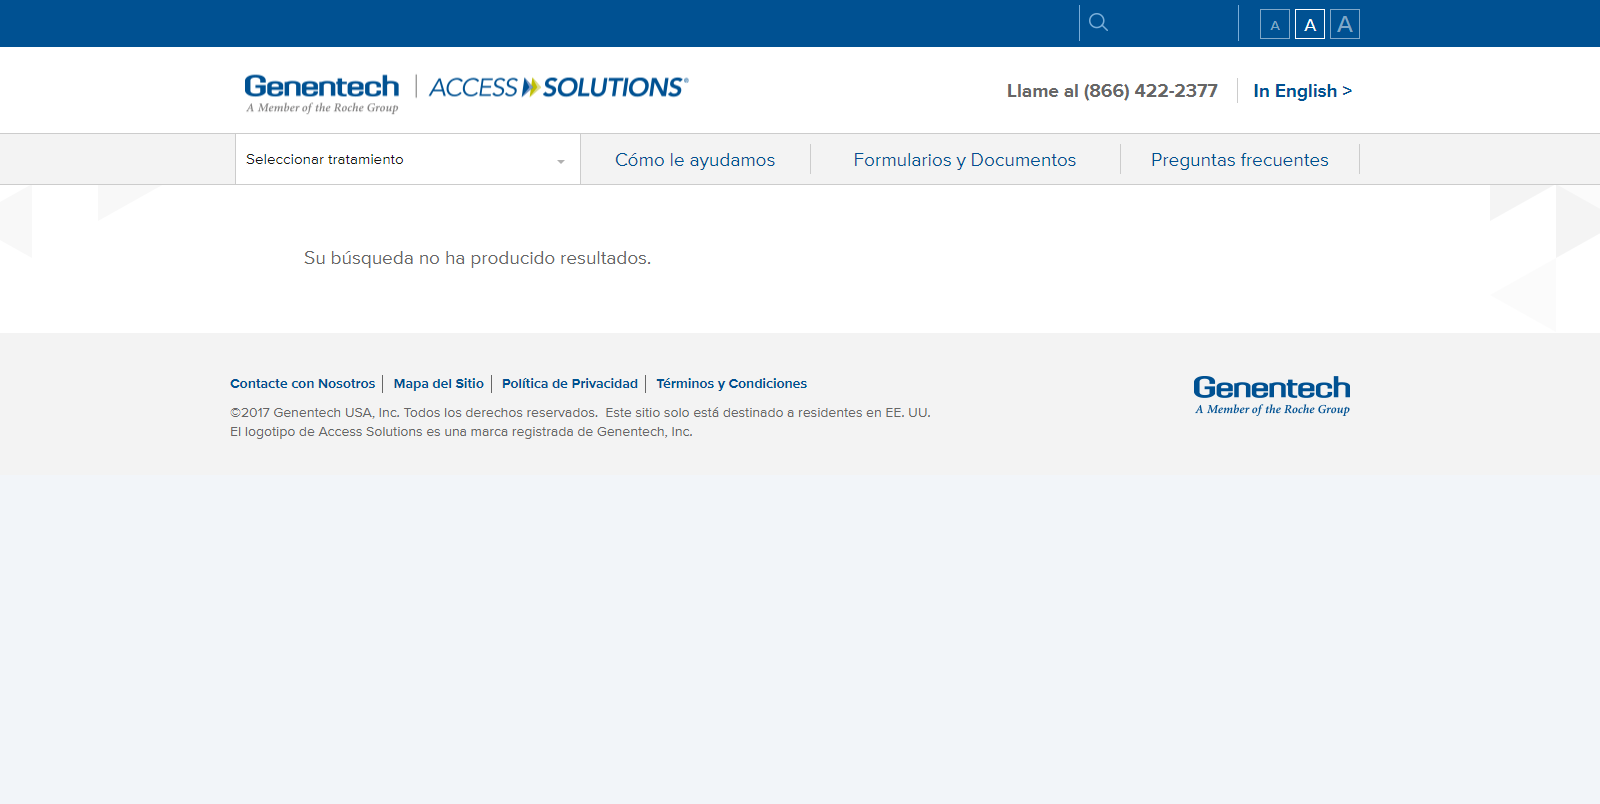 A A A
Genentech ACCESS SOLUTIONS®
A Member of the Roche Group
Llame al (866) 422-2377 In English >
Seleccionar tratamiento Cómo le ayudamos Formularios y Documentos Preguntas frecuentes
Su búsqueda no ha producido resultados.
Contacte con Nosotros Mapa del Sitio Política de Privacidad Términos y Condiciones
©2017 Genentech USA, Inc. Todos los derechos reservados. Este sitio solo está destinado a residentes en EE. UU.
El logotipo de Access Solutions es una marca registrada de Genentech, Inc.
Genentech
A Member of the Roche Group